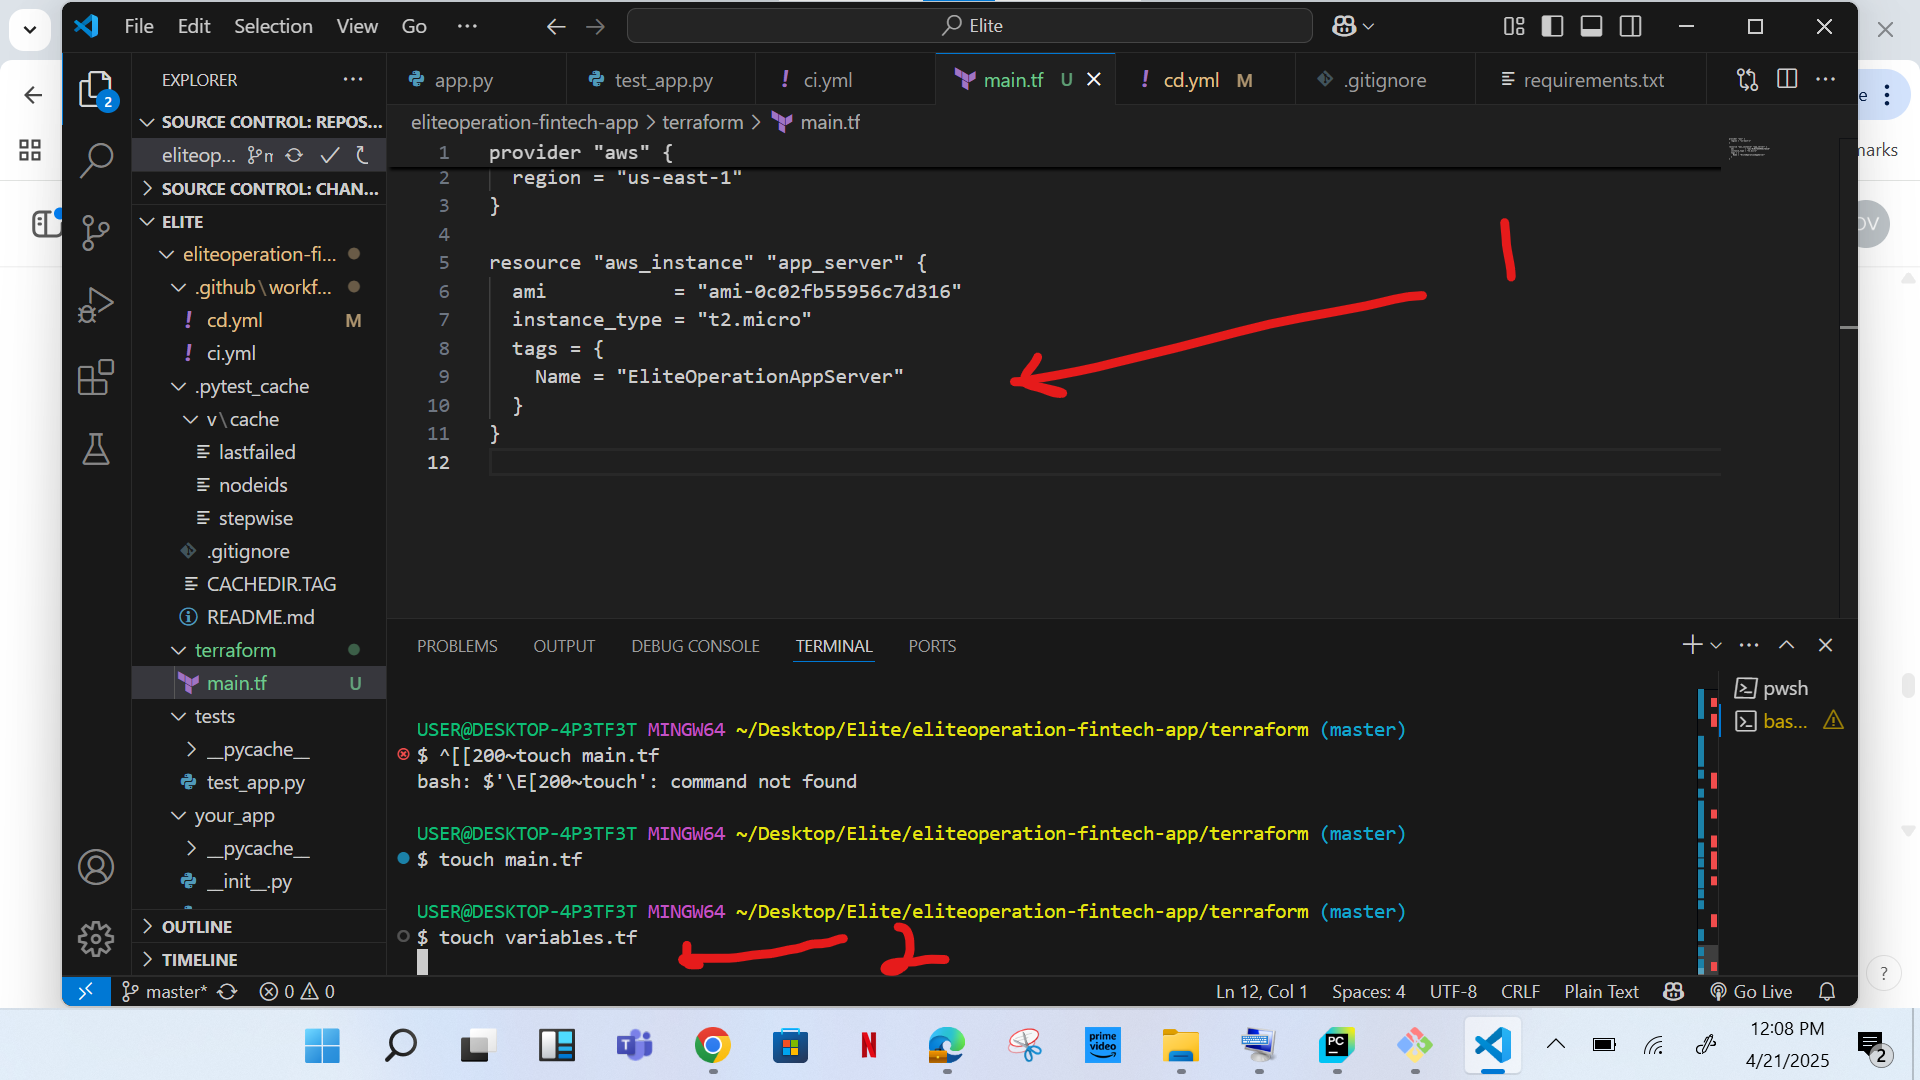 File Edit Selection View Go ··· Elite
EXPLORER ···
app.py test_app.py ! ci.yml main.tf U ! cd.yml M .gitignore requirements.txt ···
SOURCE CONTROL: REPOS...
eliteop...
SOURCE CONTROL: CHAN...
ELITE
eliteoperation-fi...
.github\workf...
! cd.yml M
! ci.yml
.pytest_cache
v\cache
lastfailed
nodeids
stepwise
.gitignore
CACHEDIR.TAG
README.md
terraform
main.tf U
tests
__pycache__
test_app.py
your_app
__pycache__
__init__.py
OUTLINE
TIMELINE
2
eliteoperation-fintech-app > terraform > main.tf
1 provider "aws" {
2 region = "us-east-1"
3 }
4
5 resource "aws_instance" "app_server" {
6 ami = "ami-0c02fb55956c7d316"
7 instance_type = "t2.micro"
8 tags = {
9 Name = "EliteOperationAppServer"
10 }
11 }
12
1
PROBLEMS OUTPUT DEBUG CONSOLE TERMINAL PORTS
USER@DESKTOP-4P3TF3T MINGW64 ~/Desktop/Elite/eliteoperation-fintech-app/terraform (master)
$ ^[[200~touch main.tf
bash: $'\E[200~touch': command not found
USER@DESKTOP-4P3TF3T MINGW64 ~/Desktop/Elite/eliteoperation-fintech-app/terraform (master)
$ touch main.tf
USER@DESKTOP-4P3TF3T MINGW64 ~/Desktop/Elite/eliteoperation-fintech-app/terraform (master)
$ touch variables.tf
2
pwsh
bas...
master* 0 0 Ln 12, Col 1 Spaces: 4 UTF-8 CRLF Plain Text Go Live
e
marks
OV
?
prime video
PC
N
12:08 PM
4/21/2025
2